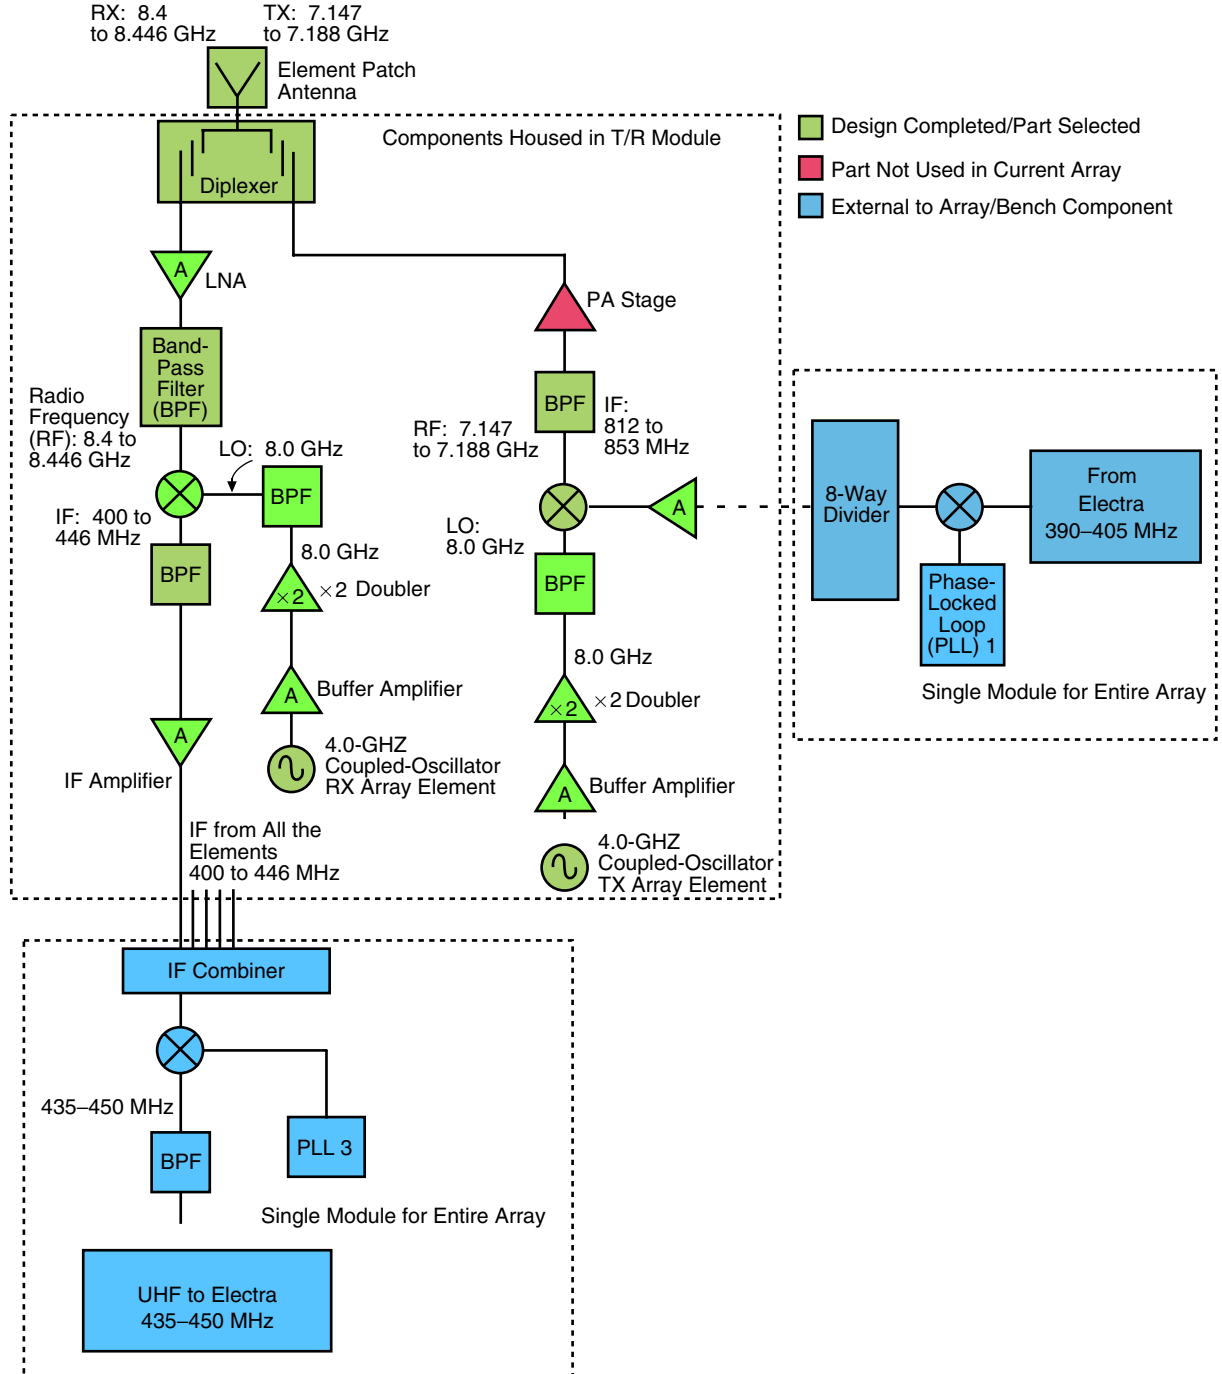 RX: 8.4
to 8.446 GHz
TX: 7.147
to 7.188 GHz
Element Patch
Antenna
Components Housed in T/R Module
Diplexer
Design Completed/Part Selected
Part Not Used in Current Array
External to Array/Bench Component
A
LNA
PA Stage
Band-
Pass
Filter
(BPF)
Radio
Frequency
(RF): 8.4 to
8.446 GHz
LO: 8.0 GHz
BPF
IF: 400 to
446 MHz
BPF
8.0 GHz
×2
×2 Doubler
A
Buffer Amplifier
A
IF Amplifier
4.0-GHZ
Coupled-Oscillator
RX Array Element
BPF
IF:
812 to
853 MHz
RF: 7.147
to 7.188 GHz
A
LO:
8.0 GHz
BPF
8.0 GHz
×2
×2 Doubler
A
Buffer Amplifier
4.0-GHZ
Coupled-Oscillator
TX Array Element
8-Way
Divider
From
Electra
390–405 MHz
Phase-
Locked
Loop
(PLL) 1
Single Module for Entire Array
IF from All the
Elements
400 to 446 MHz
IF Combiner
435–450 MHz
BPF
PLL 3
Single Module for Entire Array
UHF to Electra
435–450 MHz